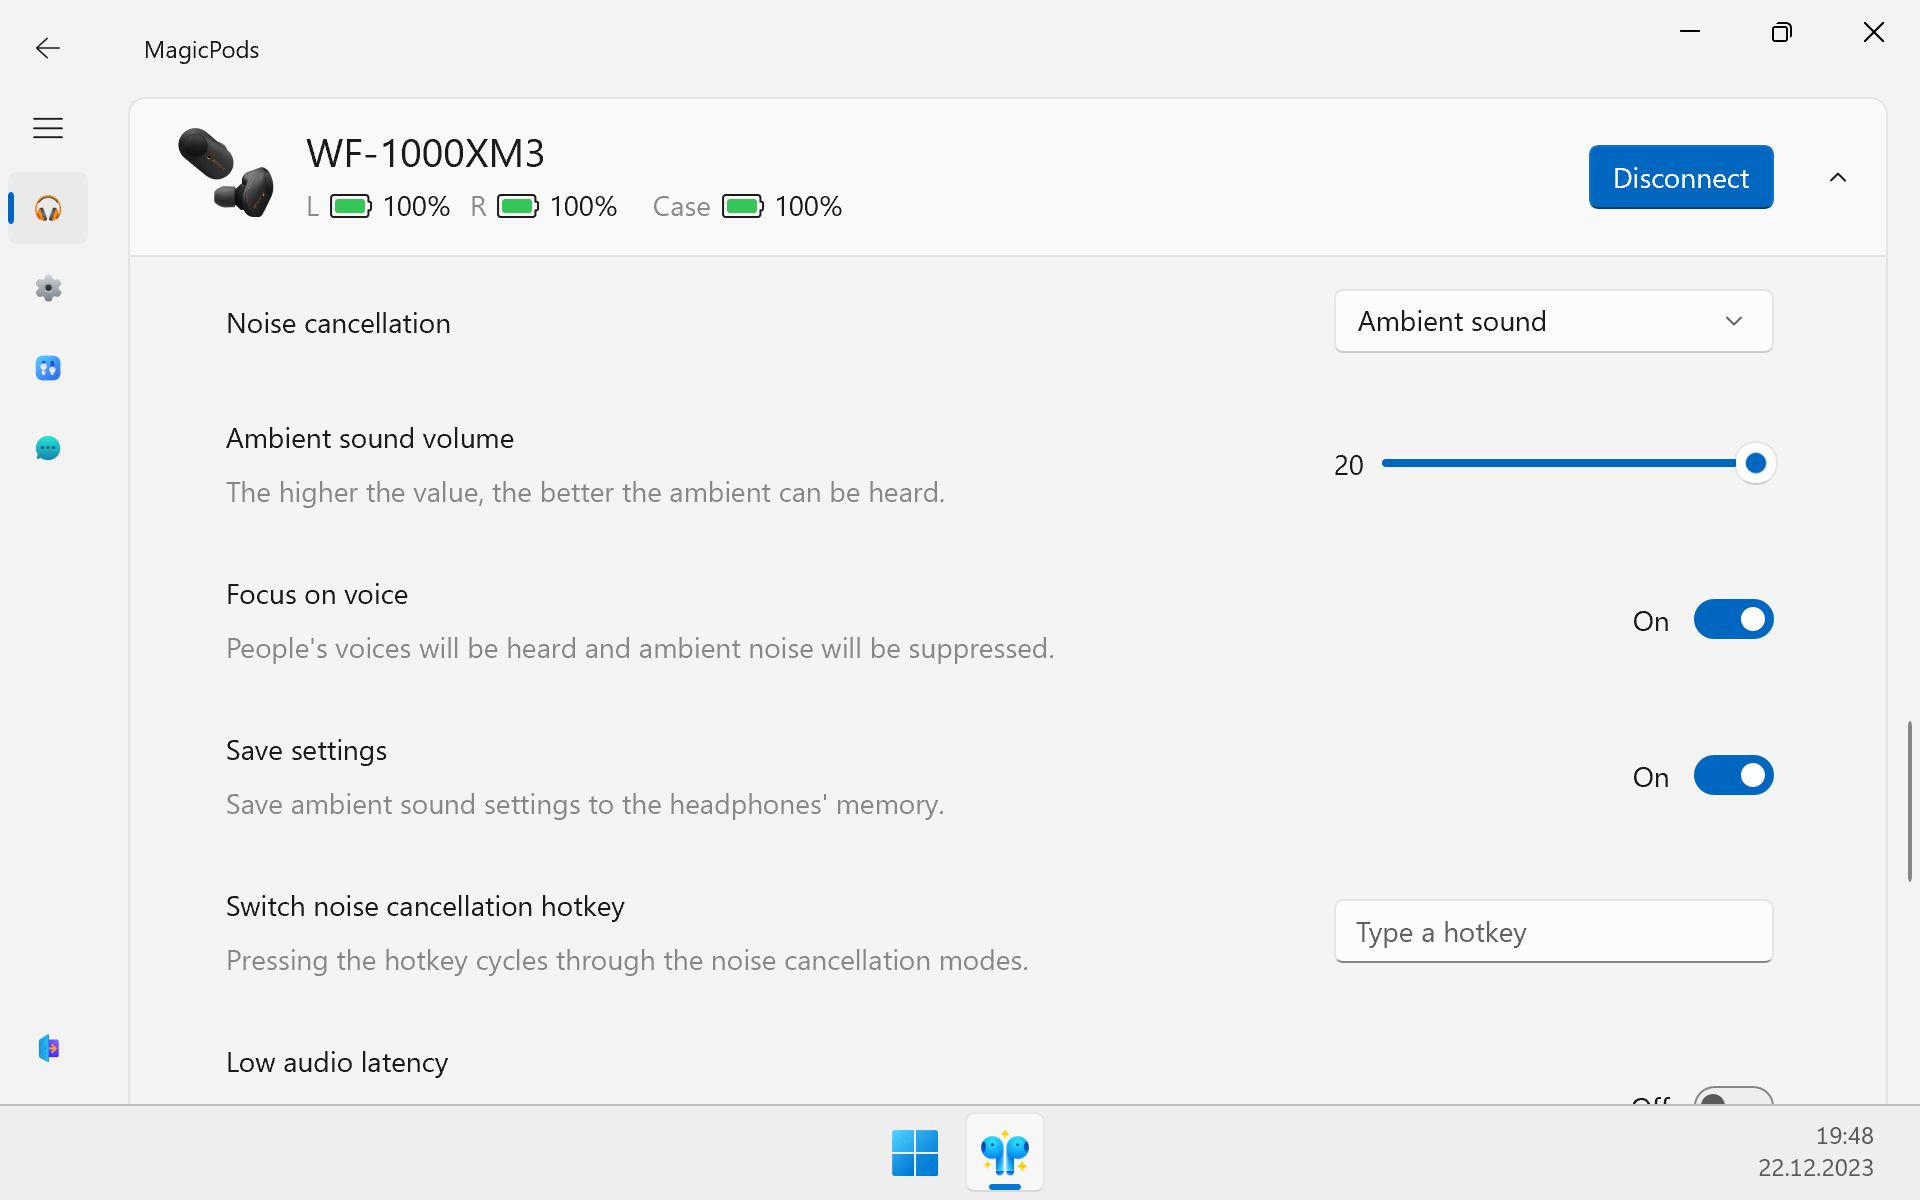 MagicPods
WF-1000XM3
L 100% R 100% Case 100%
Disconnect
Noise cancellation
Ambient sound
Ambient sound volume
The higher the value, the better the ambient can be heard.
20
Focus on voice
People's voices will be heard and ambient noise will be suppressed.
On
Save settings
Save ambient sound settings to the headphones' memory.
On
Switch noise cancellation hotkey
Pressing the hotkey cycles through the noise cancellation modes.
Type a hotkey
Low audio latency
Off
19:48
22.12.2023